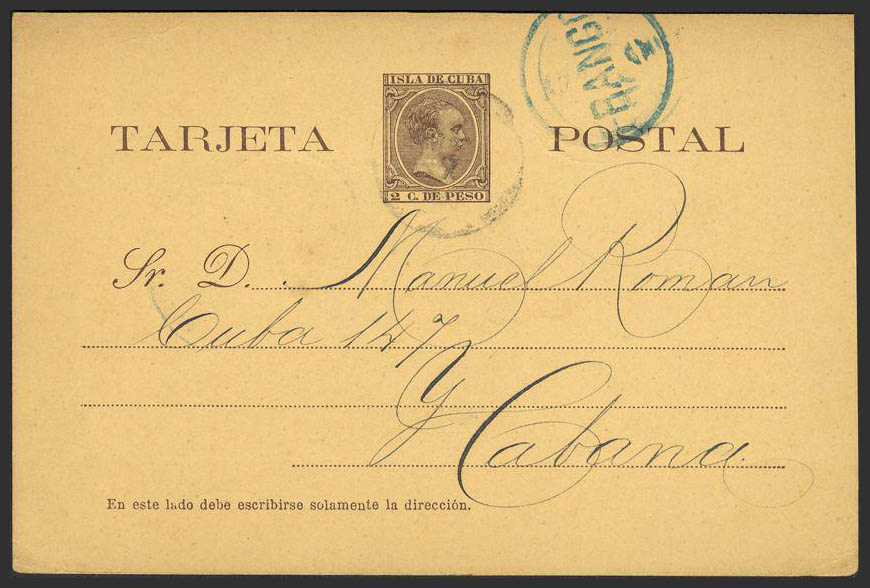 ISLA DE CUBA
TARJETA POSTAL
2 C. DE PESO
Sr. D. Manuel Roman
Cuba 147
y Cabana
En este lado debe escribirse solamente la dirección.